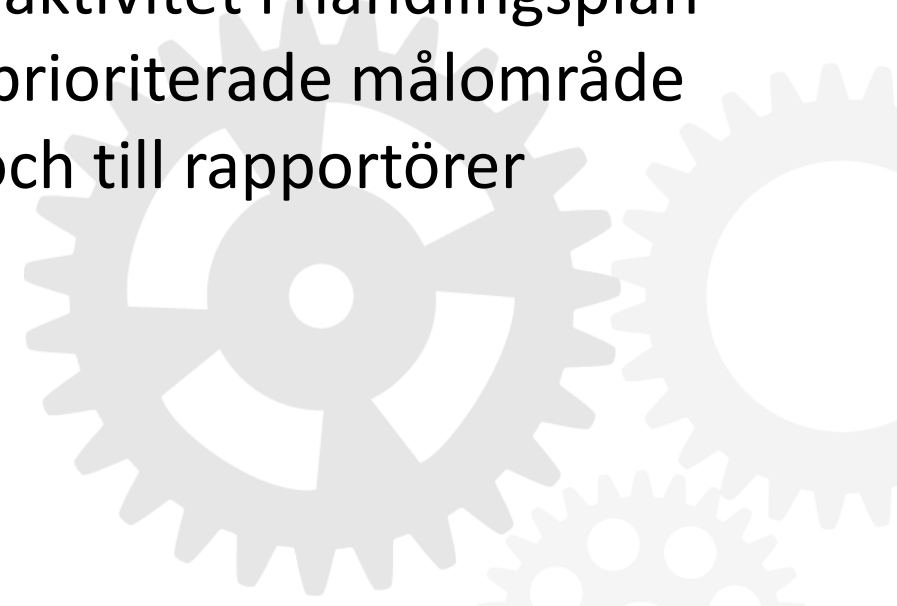 aktivitet i handlingsplan
prioriterade målområde
och till rapportörer